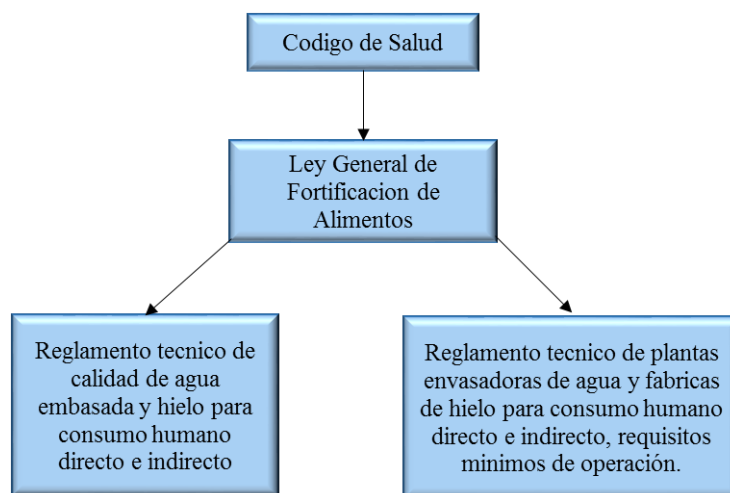 Codigo de Salud
Ley General de
Fortificacion de
Alimentos
Reglamento tecnico de
calidad de agua
embasada y hielo para
consumo humano
directo e indirecto
Reglamento tecnico de plantas
envasadoras de agua y fabricas
de hielo para consumo humano
directo e indirecto, requisitos
minimos de operación.